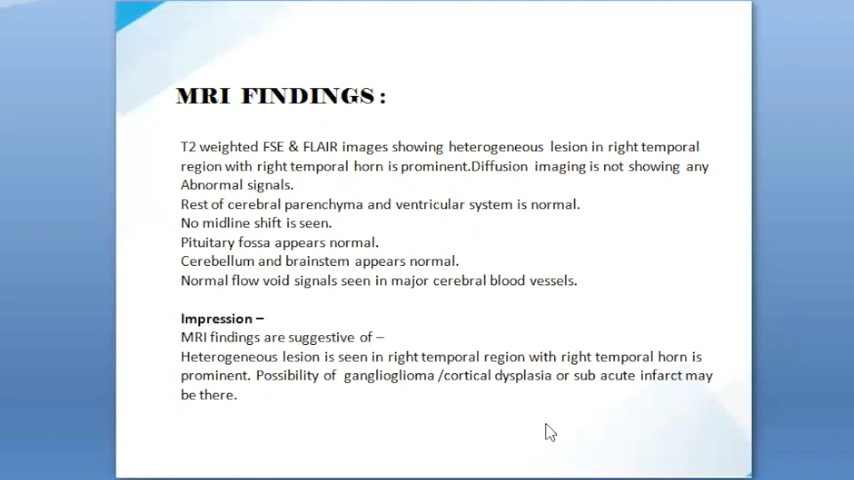 MRI FINDINGS:
T2 weighted FSE & FLAIR images showing heterogeneous lesion in right temporal
region with right temporal horn is prominent.Diffusion imaging is not showing any
Abnormal signals.
Rest of cerebral parenchyma and ventricular system is normal.
No midline shift is seen.
Pituitary fossa appears normal.
Cerebellum and brainstem appears normal.
Normal flow void signals seen in major cerebral blood vessels.
Impression –
MRI findings are suggestive of –
Heterogeneous lesion is seen in right temporal region with right temporal horn is
prominent. Possibility of ganglioglioma /cortical dysplasia or sub acute infarct may
be there.